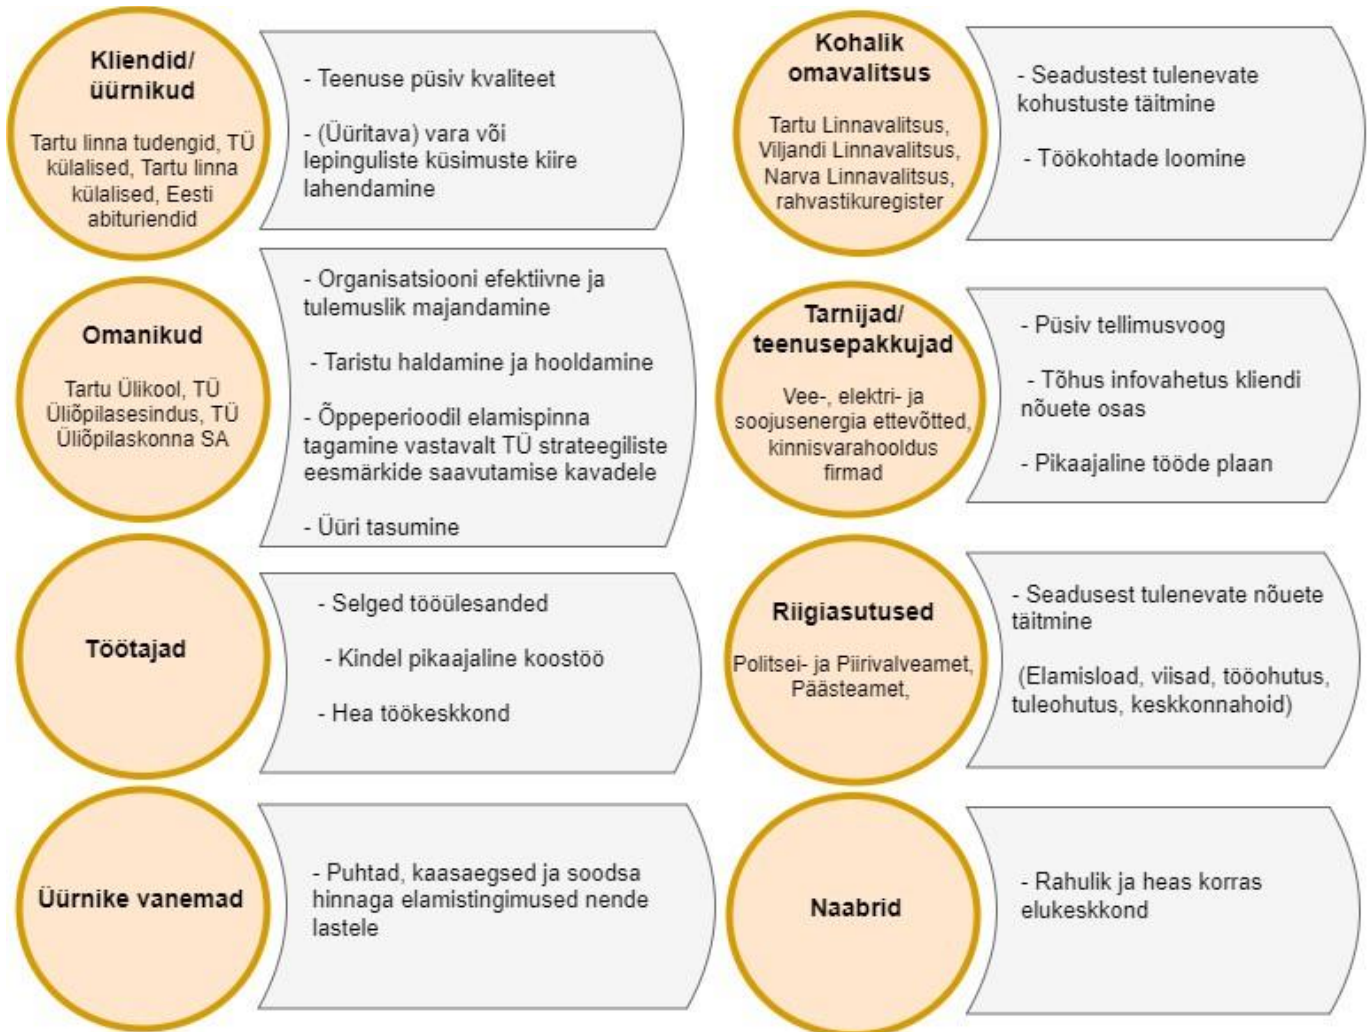 Kliendid/
üürnikud
Tartu linna tudengid, TÜ
külalised, Tartu linna
külalised, Eesti
abituriendid
- Teenuse püsiv kvaliteet
- (Üüritava) vara või
lepinguliste küsimuste kiire
lahendamine
Kohalik
omavalitsus
Tartu Linnavalitsus,
Viljandi Linnavalitsus,
Narva Linnavalitsus,
rahvastikuregister
- Seadustest tulenevate
kohustuste täitmine
- Töökohtade loomine
Omanikud
Tartu Ülikool, TÜ
Üliõpilasesindus, TÜ
Üliõpilaskonna SA
- Organisatsiooni efektiivne ja
tulemuslik majandamine
- Taristu haldamine ja hooldamine
- Õppeperioodil elamispinna
tagamine vastavalt TÜ strateegiliste
eesmärkide saavutamise kavadele
- Üüri tasumine
Tarnijad/
teenusepakkujad
Vee-, elektri- ja
soojusenergia ettevõtted,
kinnisvarahooldus
firmad
- Püsiv tellimusvoog
- Tõhus infovahetus kliendi
nõuete osas
- Pikaajaline tööde plaan
Töötajad
- Selged tööülesanded
- Kindel pikaajaline koostöö
- Hea töökeskkond
Riigiasutused
Politsei- ja Piirivalveamet,
Päästeamet,
- Seadusest tulenevate nõuete
täitmine
(Elamisload, viisad, tööohutus,
tuleohutus, keskkonnahoid)
Üürnike vanemad
- Puhtad, kaasaegsed ja soodsa
hinnaga elamistingimused nende
lastele
Naabrid
- Rahulik ja heas korras
elukeskkond